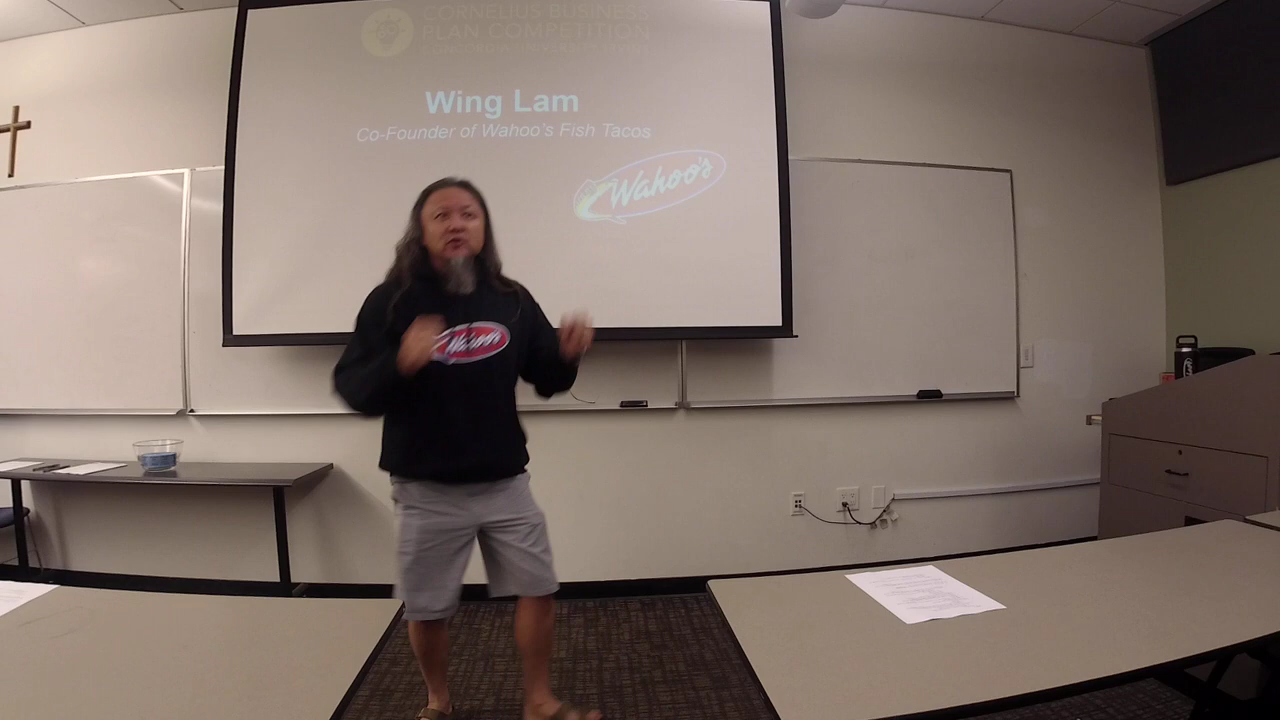 CORNELIUS BUSINESS
PLAN COMPETITION
Wing Lam
Co-Founder of Wahoo's Fish Tacos
Wahoo's
Wahoo's